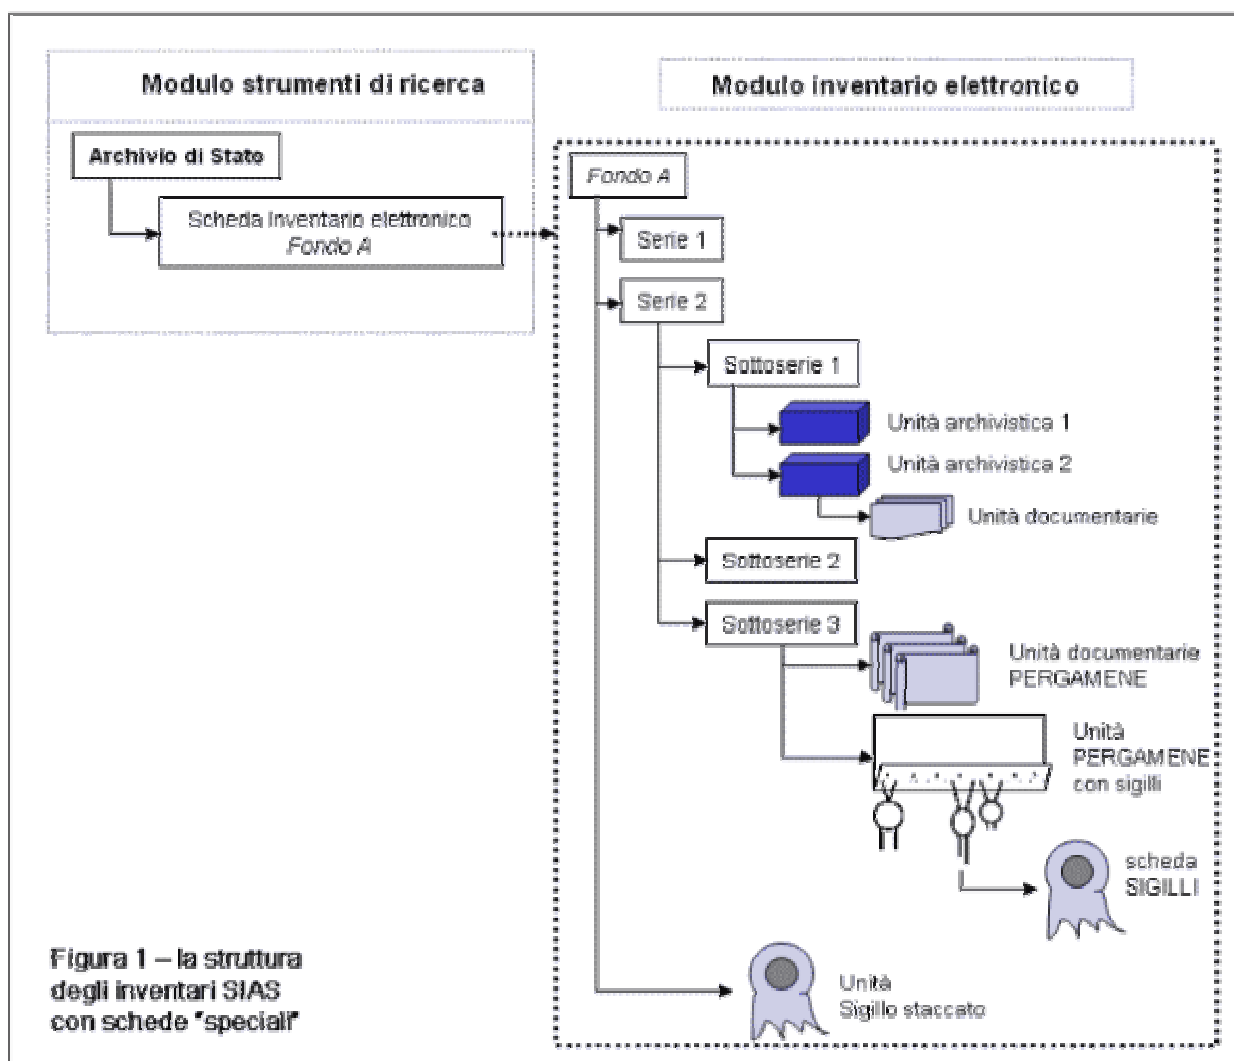 Modulo strumenti di ricerca
Archivio di Stato
Scheda inventario elettronico
Fondo A
Modulo inventario elettronico
Fondo A
Serie 1
Serie 2
Sottoserie 1
Unità archivistica 1
Unità archivistica 2
Unità documentarie
Sottoserie 2
Sottoserie 3
Unità documentarie
PERGAMENE
Unità
PERGAMENE
con sigilli
scheda
SIGILLI
Unità
Sigillo staccato
Figura 1 – la struttura
degli inventari SIAS
con schede "speciali"